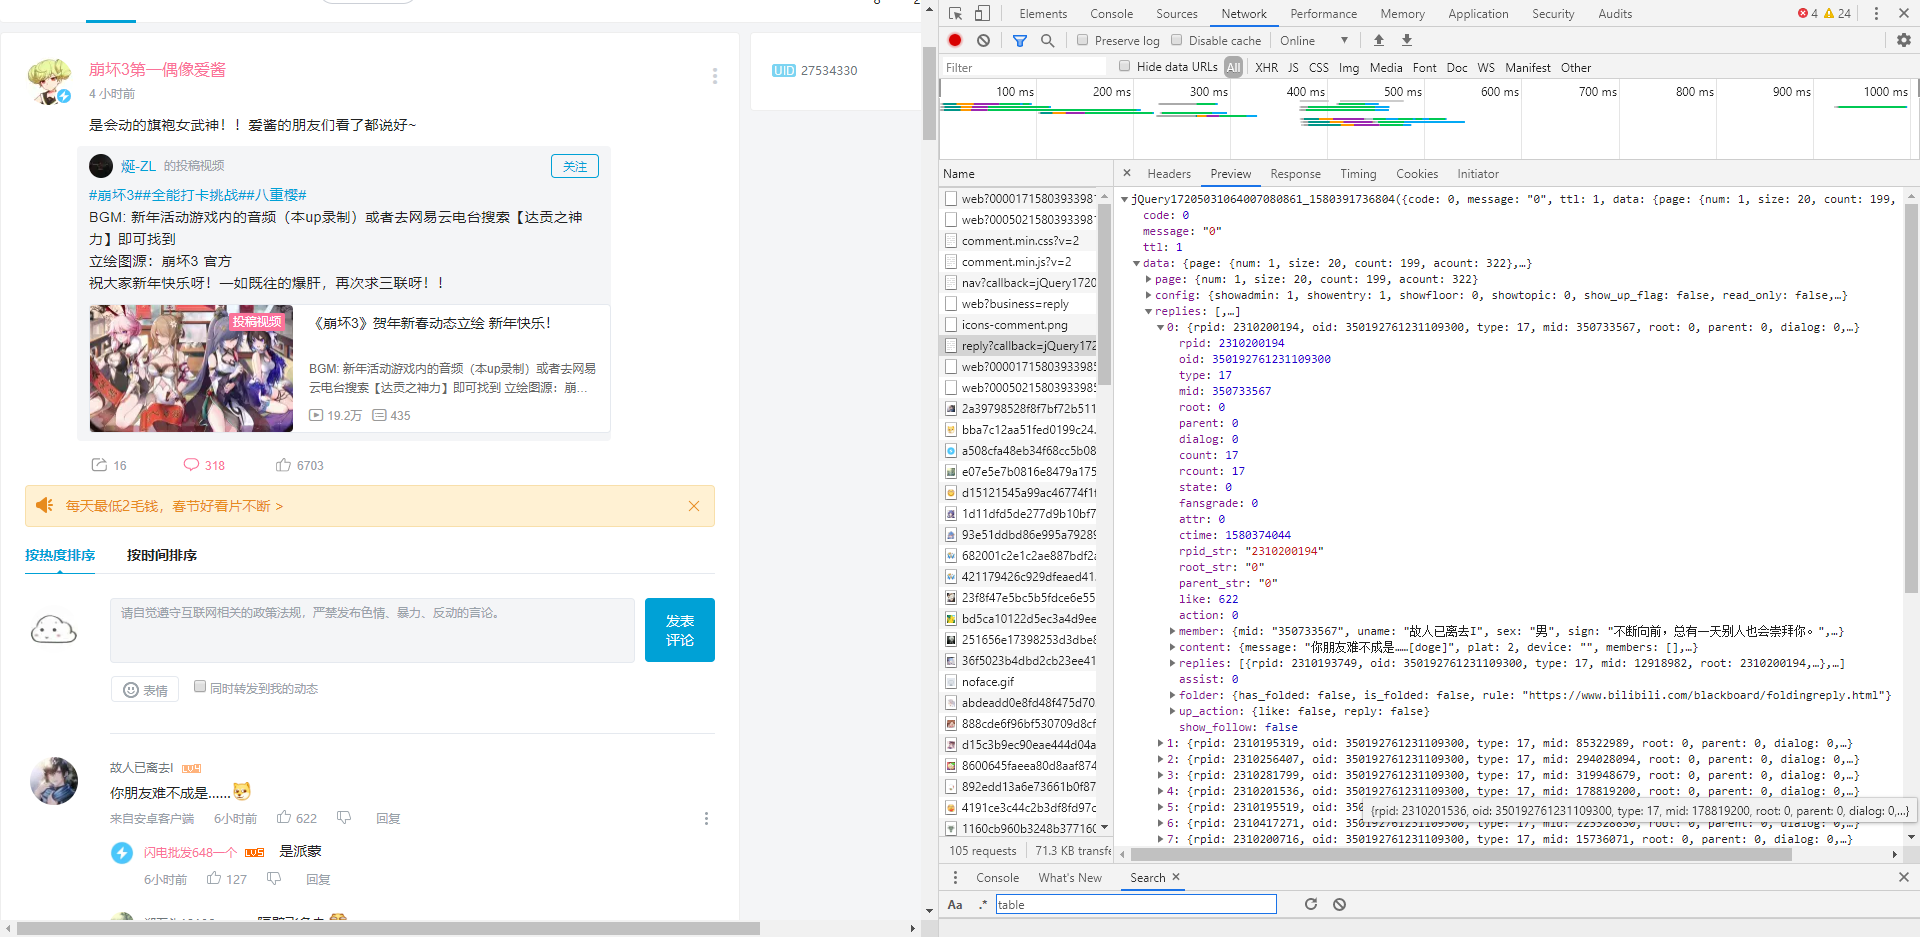 崩坏3第一偶像爱酱
4 小时前
是会动的旗袍女武神！！爱酱的朋友们看了都说好~
烻-ZL 的投稿视频
关注
#崩坏3##全能打卡挑战##八重樱#
BGM: 新年活动游戏内的音频（本up录制）或者去网易云电台搜索【达贡之神
力】即可找到
立绘图源：崩坏3 官方
祝大家新年快乐呀！一如既往的爆肝，再次求三联呀！！
投稿视频
《崩坏3》贺年新春动态立绘 新年快乐！
BGM: 新年活动游戏内的音频（本up录制）或者去网易
云电台搜索【达贡之神力】即可找到 立绘图源：崩...
19.2万 435
16 318 6703
每天最低2毛钱，春节好看片不断 >
按热度排序 按时间排序
请自觉遵守互联网相关的政策法规，严禁发布色情、暴力、反动的言论。
发表
评论
表情 同时转发到我的动态
故人已离去I LV4
你朋友难不成是……
来自安卓客户端 6小时前 622 回复
闪电批发648一个 LV5 是派蒙
6小时前 127 回复
UID 27534330
Elements Console Sources Network Performance Memory Application Security Audits 4 24
Preserve log Disable cache Online
Filter Hide data URLs All XHR JS CSS Img Media Font Doc WS Manifest Other
100 ms 200 ms 300 ms 400 ms 500 ms 600 ms 700 ms 800 ms 900 ms 1000 ms
Name
web?0000171580393398
web?0005021580393398
comment.min.css?v=2
comment.min.js?v=2
nav?callback=jQuery1720
web?business=reply
icons-comment.png
reply?callback=jQuery172
web?0000171580393398
web?0005021580393398
2a39798528f8f7bf72b511
bba7c12aa51fed0199c24.
a508cfa48eb34f68cc5b08
e07e5e7b0816e8479a175
d15121545a99ac46774f1f
1d11dfd5de277d9b10bf7
93e51ddbd86e995a79289
682001c2e1c2ae887bdf2a
421179426c929dfeaed41.
23f8f47e5bc5b5fdce6e55
bd5ca10122d5ec3a4d9ee
251656e17398253d3dbe8
36f5023b4dbd2cb23ee41
noface.gif
abdeadd0e8fd48f475d70
888cde6f96bf530709d8cf
d15c3b9ec90eae444d04a
8600645faeea80d8aaf874
892edd13a6e73661b0f87
4191ce3c44c2b3df8fd97c
1160cb960b3248b377160
105 requests 71.3 KB transfe
Headers Preview Response Timing Cookies Initiator
jQuery17205031064007080861_1580391736804({code: 0, message: "0", ttl: 1, data: {page: {num: 1, size: 20, count: 199,
code: 0
message: "0"
ttl: 1
data: {page: {num: 1, size: 20, count: 199, acount: 322},…}
page: {num: 1, size: 20, count: 199, acount: 322}
config: {showadmin: 1, showentry: 1, showfloor: 0, showtopic: 0, show_up_flag: false, read_only: false,…}
replies: [,…]
0: {rpid: 2310200194, oid: 350192761231109300, type: 17, mid: 350733567, root: 0, parent: 0, dialog: 0,…}
rpid: 2310200194
oid: 350192761231109300
type: 17
mid: 350733567
root: 0
parent: 0
dialog: 0
count: 17
rcount: 17
state: 0
fansgrade: 0
attr: 0
ctime: 1580374044
rpid_str: "2310200194"
root_str: "0"
parent_str: "0"
like: 622
action: 0
member: {mid: "350733567", uname: "故人已离去I", sex: "男", sign: "不断向前，总有一天别人也会崇拜你。",…}
content: {message: "你朋友难不成是……[doge]", plat: 2, device: "", members: [],…}
replies: [{rpid: 2310193749, oid: 350192761231109300, type: 17, mid: 12918982, root: 2310200194,…},…]
assist: 0
folder: {has_folded: false, is_folded: false, rule: "https://www.bilibili.com/blackboard/foldingreply.html"}
up_action: {like: false, reply: false}
show_follow: false
1: {rpid: 2310195319, oid: 350192761231109300, type: 17, mid: 85322989, root: 0, parent: 0, dialog: 0,…}
2: {rpid: 2310256407, oid: 350192761231109300, type: 17, mid: 294028094, root: 0, parent: 0, dialog: 0,…}
3: {rpid: 2310281799, oid: 350192761231109300, type: 17, mid: 319948679, root: 0, parent: 0, dialog: 0,…}
4: {rpid: 2310201536, oid: 350192761231109300, type: 17, mid: 178819200, root: 0, parent: 0, dialog: 0,…}
5: {rpid: 2310195519, oid: 35
{rpid: 2310201536, oid: 350192761231109300, type: 17, mid: 178819200, root: 0, parent: 0, dialog: 0,…}
6: {rpid: 2310417271, oid: 350192761231109300, type: 17, mid: 223328850, root: 0, parent: 0, dialog: 0,…}
7: {rpid: 2310200716, oid: 350192761231109300, type: 17, mid: 15736071, root: 0, parent: 0, dialog: 0,…}
Console What's New Search
Aa .* table